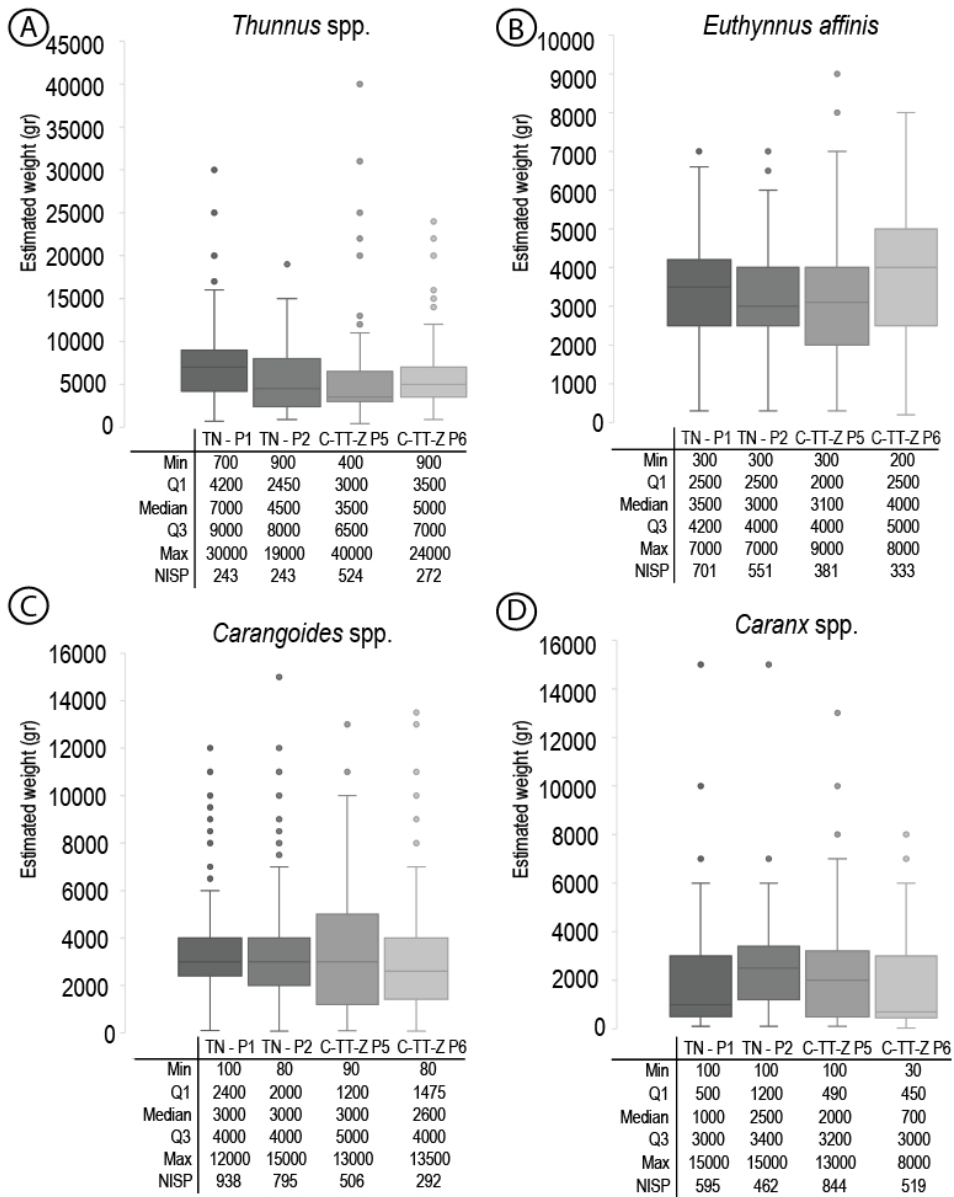 A Thunnus spp.
Estimated weight (gr)
45000
40000
35000
30000
25000
20000
15000
10000
5000
0
TN - P1 TN - P2 C-TT-Z P5 C-TT-Z P6
Min 700 900 400 900
Q1 4200 2450 3000 3500
Median 7000 4500 3500 5000
Q3 9000 8000 6500 7000
Max 30000 19000 40000 24000
NISP 243 243 524 272
B Euthynnus affinis
Estimated weight (gr)
10000
9000
8000
7000
6000
5000
4000
3000
2000
1000
0
TN - P1 TN - P2 C-TT-Z P5 C-TT-Z P6
Min 300 300 300 200
Q1 2500 2500 2000 2500
Median 3500 3000 3100 4000
Q3 4200 4000 4000 5000
Max 7000 7000 9000 8000
NISP 701 551 381 333
C Carangoides spp.
Estimated weight (gr)
16000
14000
12000
10000
8000
6000
4000
2000
0
TN - P1 TN - P2 C-TT-Z P5 C-TT-Z P6
Min 100 80 90 80
Q1 2400 2000 1200 1475
Median 3000 3000 3000 2600
Q3 4000 4000 5000 4000
Max 12000 15000 13000 13500
NISP 938 795 506 292
D Caranx spp.
Estimated weight (gr)
16000
14000
12000
10000
8000
6000
4000
2000
0
TN - P1 TN - P2 C-TT-Z P5 C-TT-Z P6
Min 100 100 100 30
Q1 500 1200 490 450
Median 1000 2500 2000 700
Q3 3000 3400 3200 3000
Max 15000 15000 13000 8000
NISP 595 462 844 519